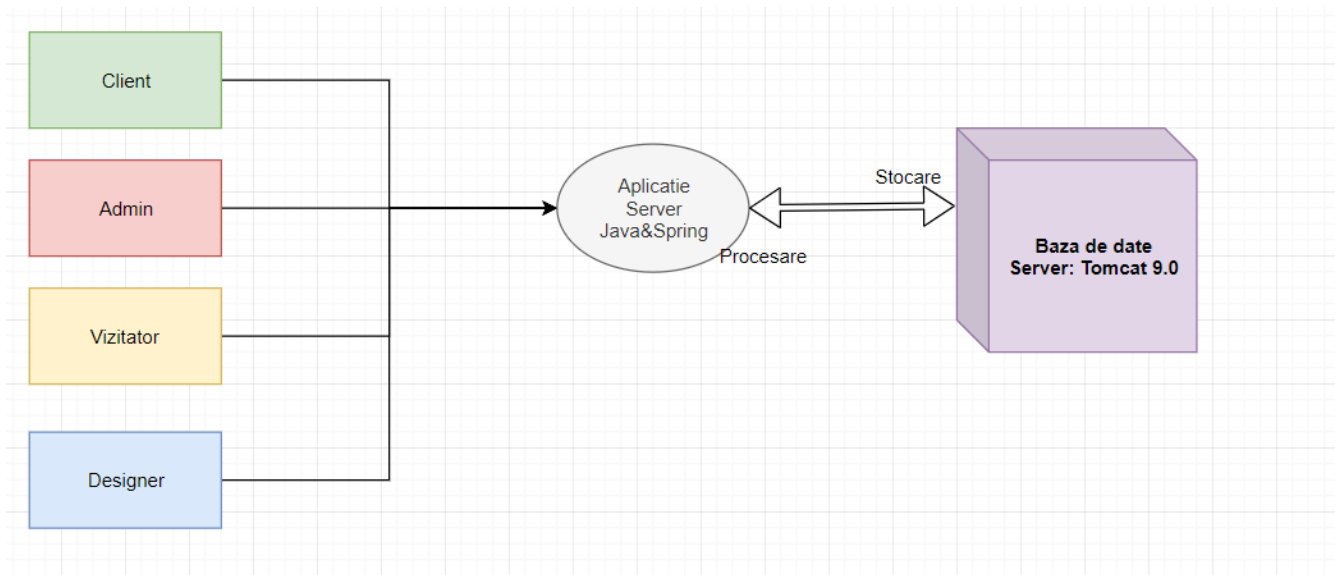 Client
Admin
Vizitator
Designer
Aplicatie
Server
Java&Spring
Procesare
Stocare
Baza de date
Server: Tomcat 9.0